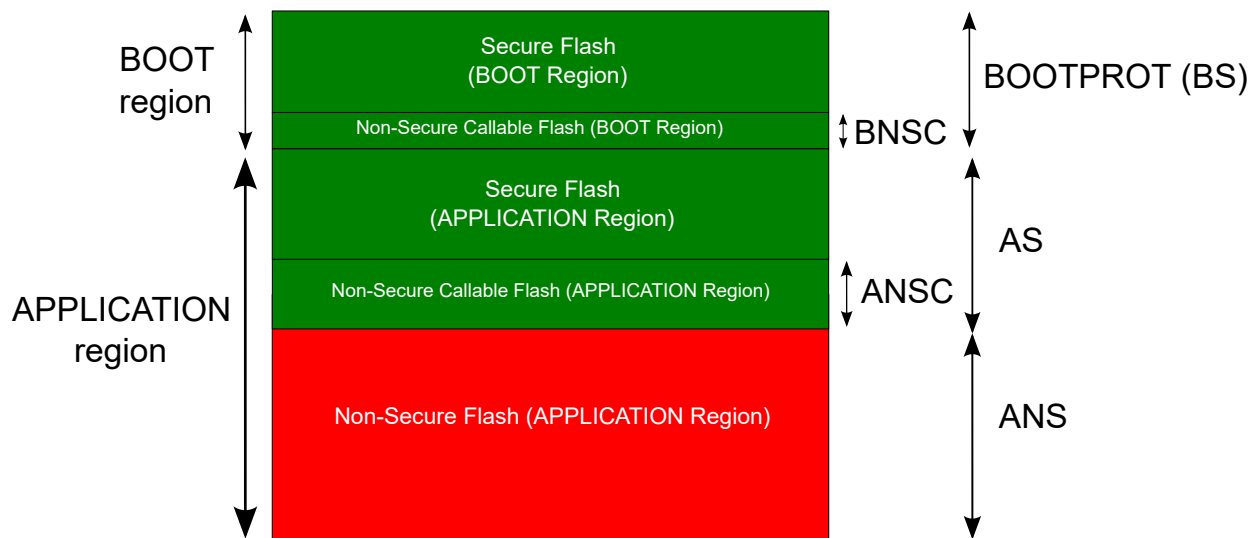 BOOT
region
APPLICATION
region
Secure Flash
(BOOT Region)
Non-Secure Callable Flash (BOOT Region)
Secure Flash
(APPLICATION Region)
Non-Secure Callable Flash (APPLICATION Region)
Non-Secure Flash (APPLICATION Region)
BNSC
ANSC
BOOTPROT (BS)
AS
ANS